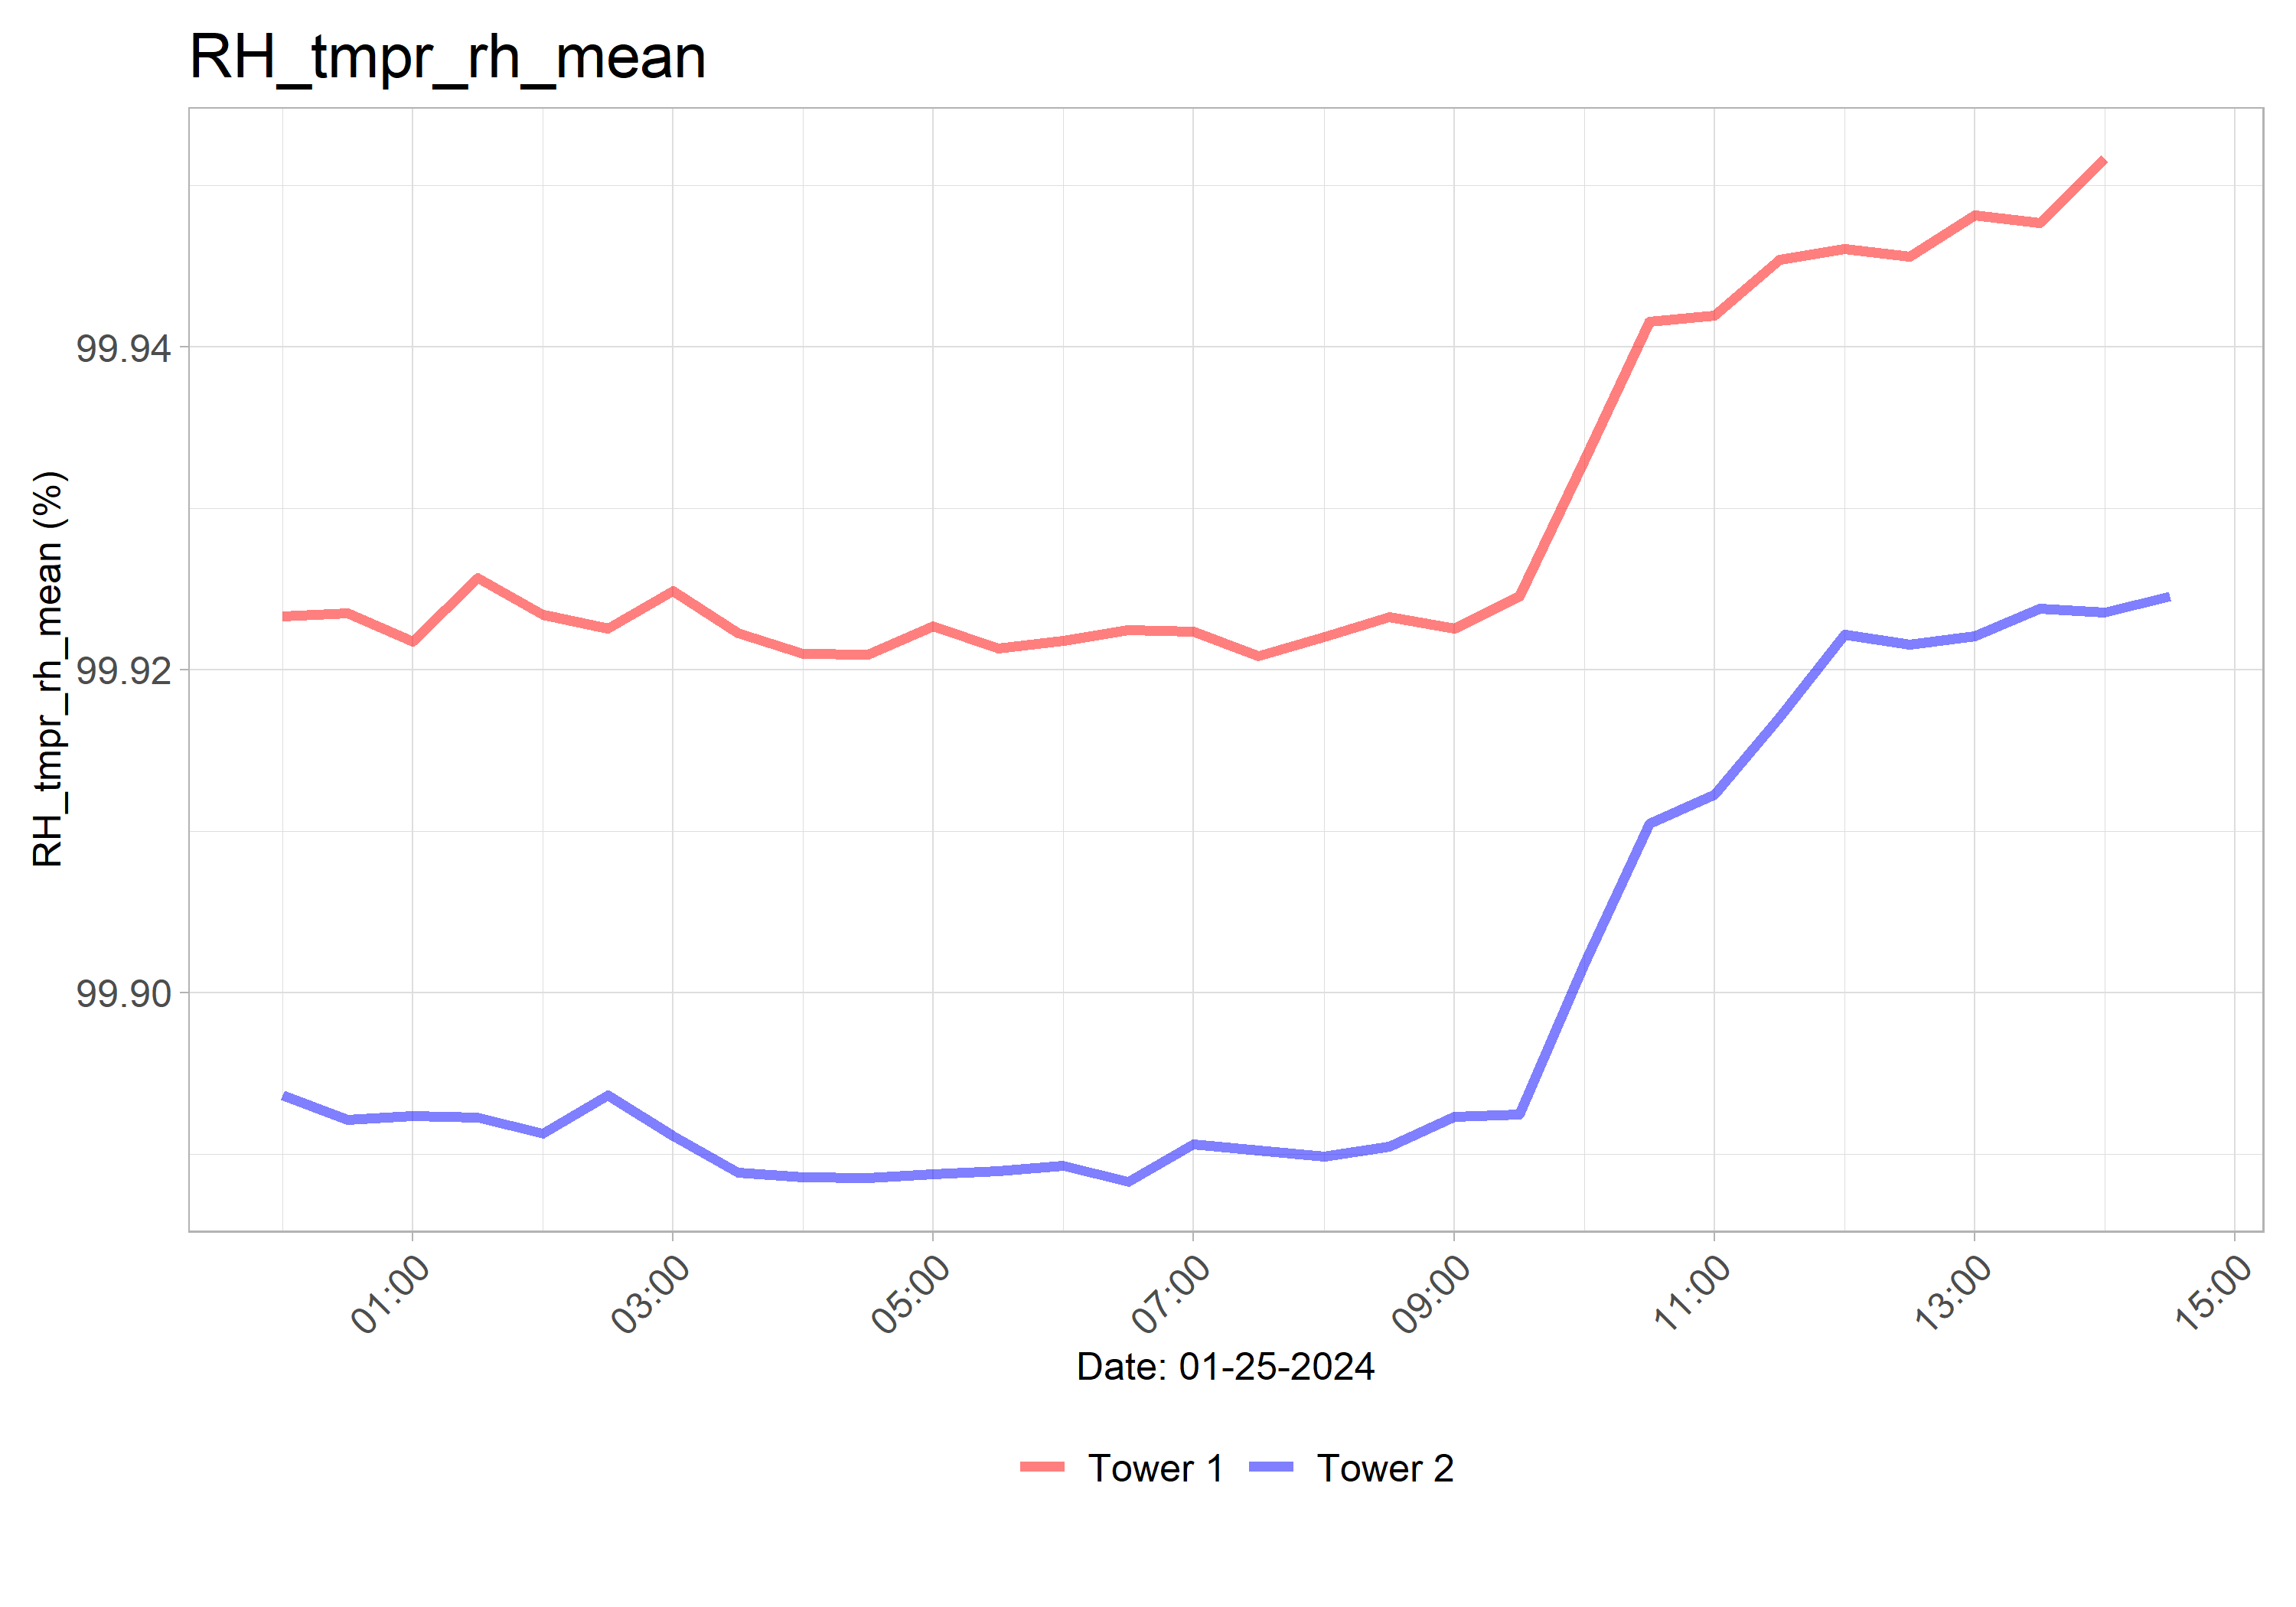 RH_tmpr_rh_mean
RH_tmpr_rh_mean (%)
99.94
99.92
99.90
01:00 03:00 05:00 07:00 09:00 11:00 13:00 15:00
Date: 01-25-2024
Tower 1 Tower 2